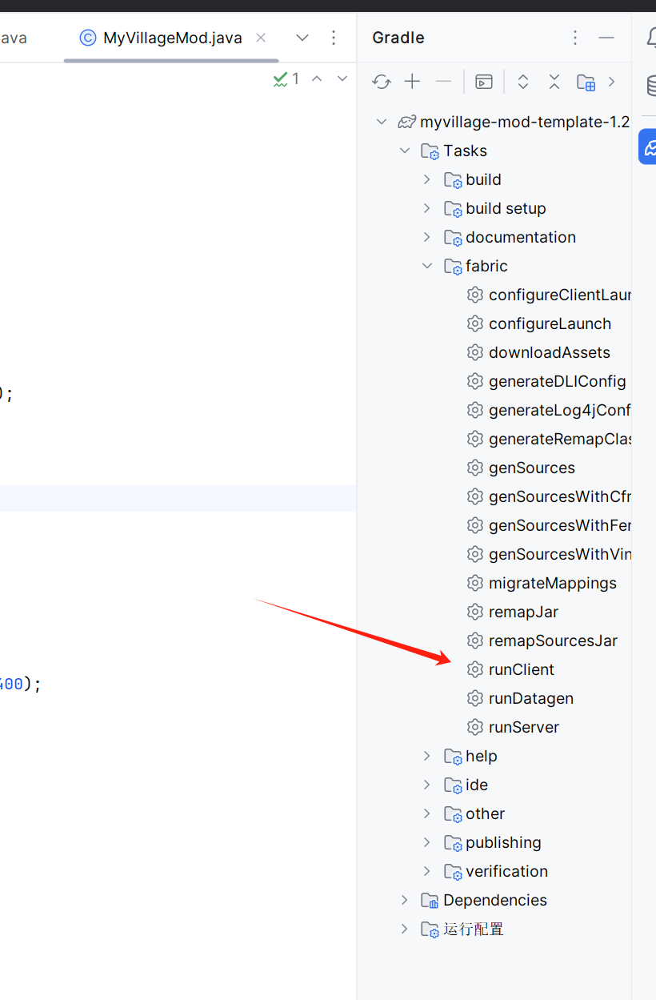 ava
MyVillageMod.java
Gradle
1
myvillage-mod-template-1.2
Tasks
build
build setup
documentation
fabric
configureClientLaun
configureLaunch
downloadAssets
generateDLIConfig
);
generateLog4jConf
generateRemapClas
genSources
genSourcesWithCfr
genSourcesWithFer
genSourcesWithVin
migrateMappings
remapJar
remapSourcesJar
runClient
400);
runDatagen
runServer
help
ide
other
publishing
verification
Dependencies
运行配置